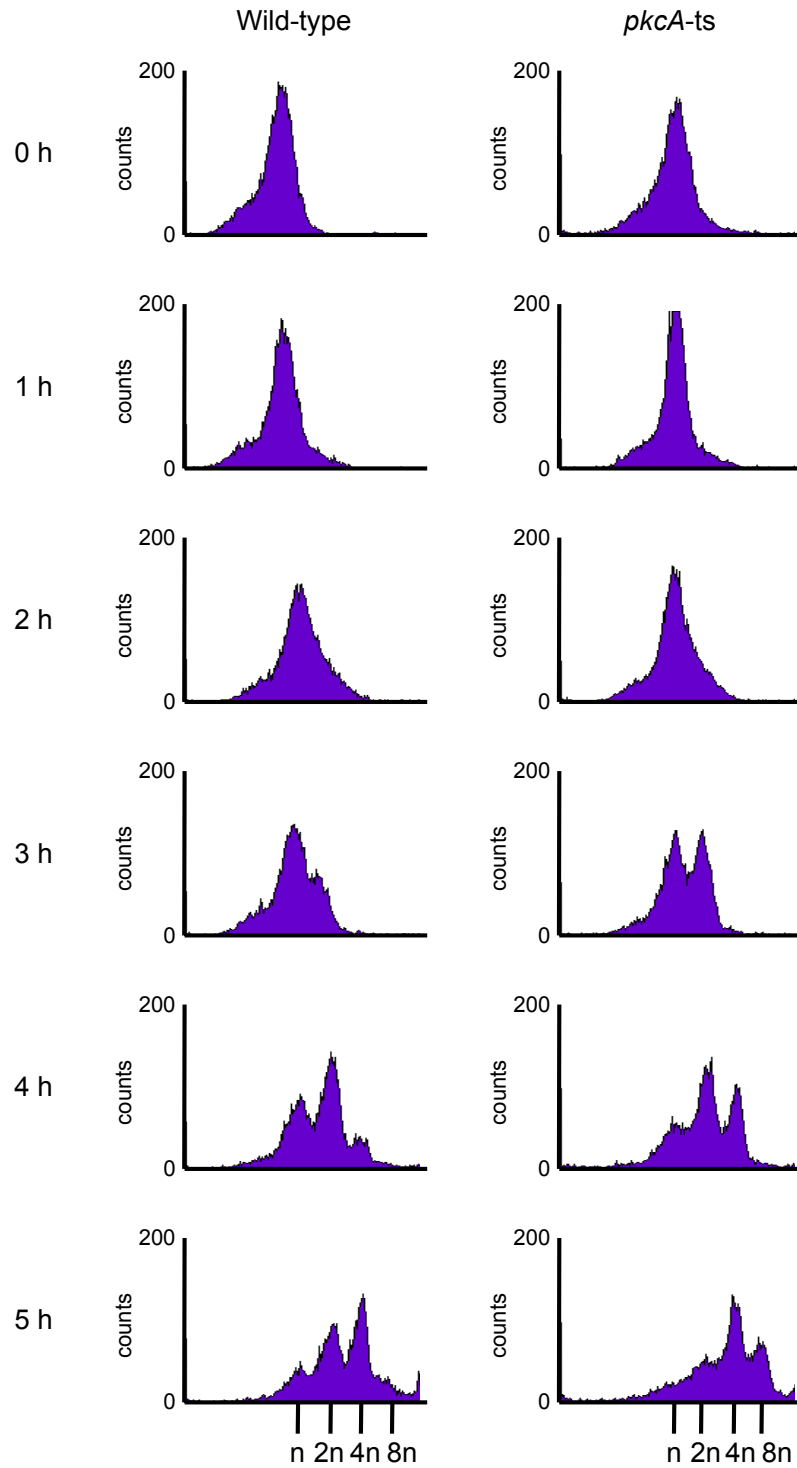 Wild-type pkcA-ts
0 h counts 200 0 counts 200 0
1 h counts 200 0 counts 200 0
2 h counts 200 0 counts 200 0
3 h counts 200 0 counts 200 0
4 h counts 200 0 counts 200 0
5 h counts 200 0 counts 200 0
n 2n 4n 8n n 2n 4n 8n